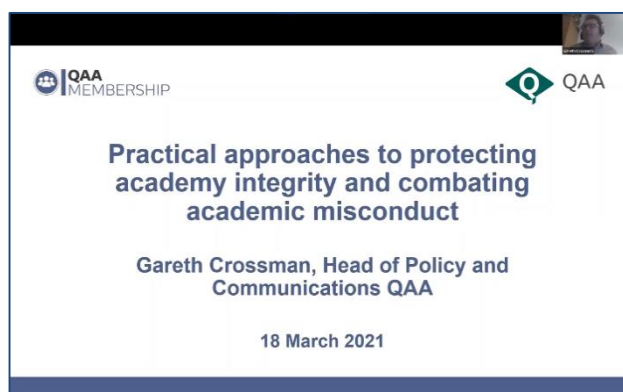 QAA
MEMBERSHIP
QAA
Practical approaches to protecting
academy integrity and combating
academic misconduct
Gareth Crossman, Head of Policy and
Communications QAA
18 March 2021